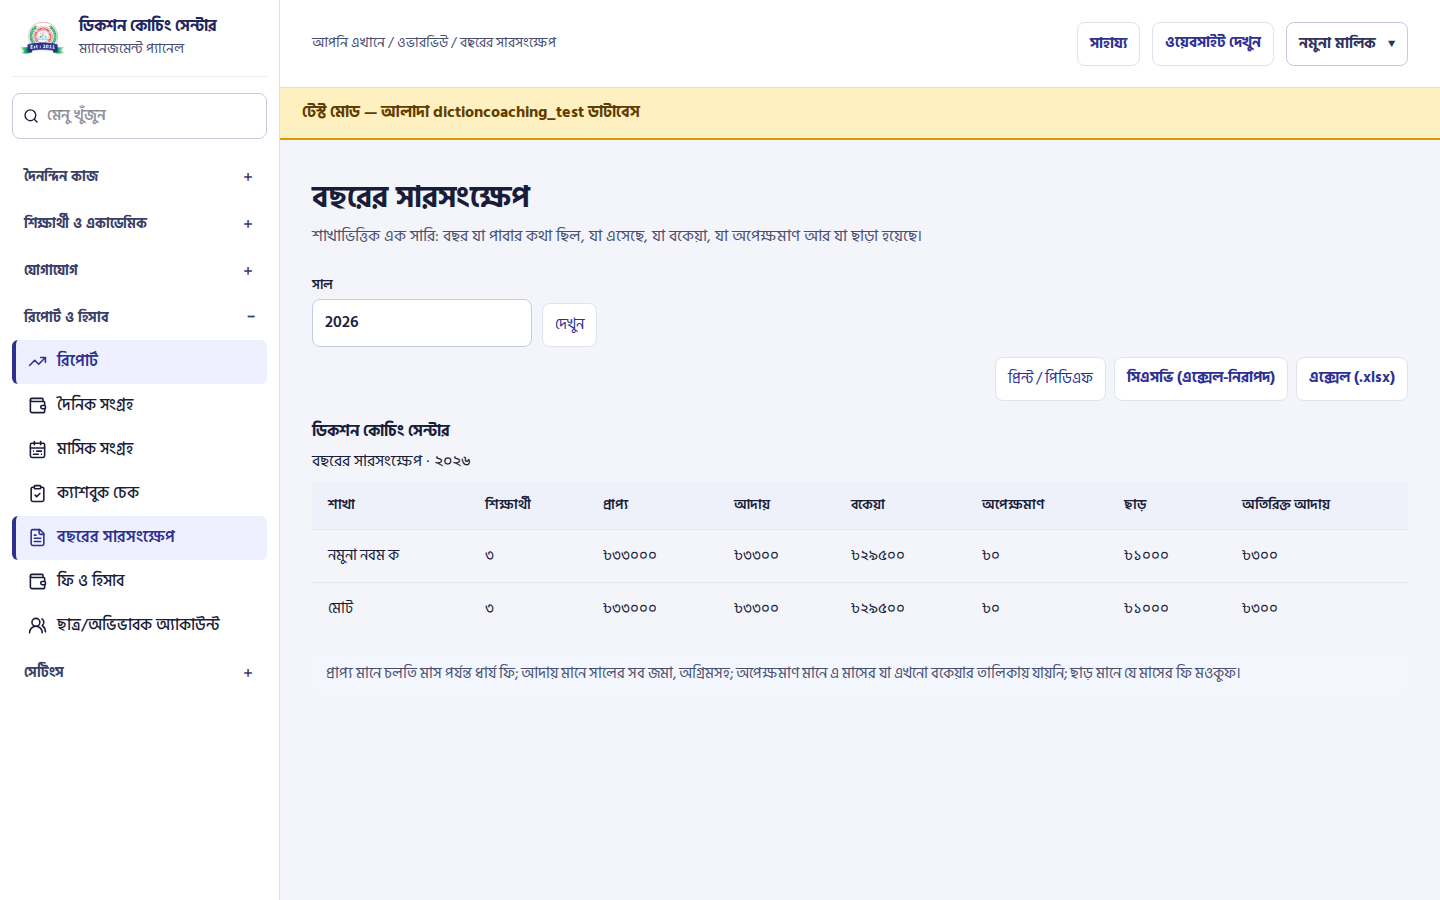 ডিকশন কোচিং সেন্টার
ম্যানেজমেন্ট প্যানেল
Est : 2011
মেনু খুঁজুন
দৈনন্দিন কাজ +
শিক্ষার্থী ও একাডেমিক +
যোগাযোগ +
রিপোর্ট ও হিসাব −
রিপোর্ট
দৈনিক সংগ্রহ
মাসিক সংগ্রহ
ক্যাশবুক চেক
বছরের সারসংক্ষেপ
ফি ও হিসাব
ছাত্র/অভিভাবক অ্যাকাউন্ট
সেটিংস +
আপনি এখানে / ওভারভিউ / বছরের সারসংক্ষেপ
সাহায্য ওয়েবসাইট দেখুন নমুনা মালিক ▾
টেস্ট মোড — আলাদা dictioncoaching_test ডাটাবেস
বছরের সারসংক্ষেপ
শাখাভিত্তিক এক সারি: বছর যা পাবার কথা ছিল, যা এসেছে, যা বকেয়া, যা অপেক্ষমাণ আর যা ছাড়া হয়েছে।
সাল
2026 দেখুন
প্রিন্ট / পিডিএফ সিএসভি (এক্সেল-নিরাপদ) এক্সেল (.xlsx)
ডিকশন কোচিং সেন্টার
বছরের সারসংক্ষেপ · ২০২৬
শাখা শিক্ষার্থী প্রাপ্য আদায় বকেয়া অপেক্ষমাণ ছাড় অতিরিক্ত আদায়
নমুনা নবম ক ৩ ৳৩৩০০০ ৳৩৩০০ ৳২৯৫০০ ৳০ ৳১০০০ ৳৩০০
মোট ৩ ৳৩৩০০০ ৳৩৩০০ ৳২৯৫০০ ৳০ ৳১০০০ ৳৩০০
প্রাপ্য মানে চলতি মাস পর্যন্ত ধার্য ফি; আদায় মানে সালের সব জমা, অগ্রিমসহ; অপেক্ষমাণ মানে এ মাসের যা এখনো বকেয়ার তালিকায় যায়নি; ছাড় মানে যে মাসের ফি মওকুফ।